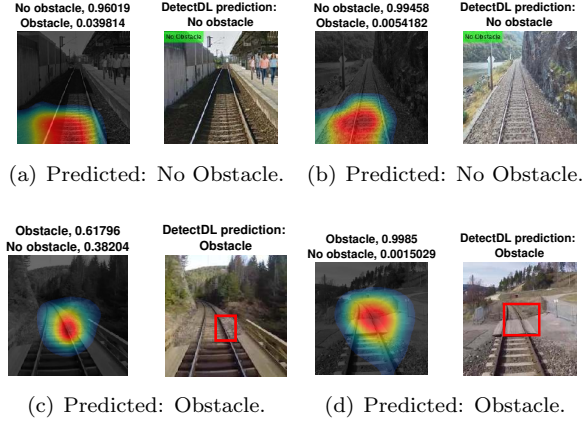 No obstacle, 0.96019
Obstacle, 0.039814
DetectDL prediction:
No obstacle
No Obstacle
No obstacle, 0.99458
Obstacle, 0.0054182
DetectDL prediction:
No obstacle
No Obstacle
(a) Predicted: No Obstacle.
(b) Predicted: No Obstacle.
Obstacle, 0.61796
No obstacle, 0.38204
DetectDL prediction:
Obstacle
Obstacle, 0.9985
No obstacle, 0.0015029
DetectDL prediction:
Obstacle
(c) Predicted: Obstacle.
(d) Predicted: Obstacle.